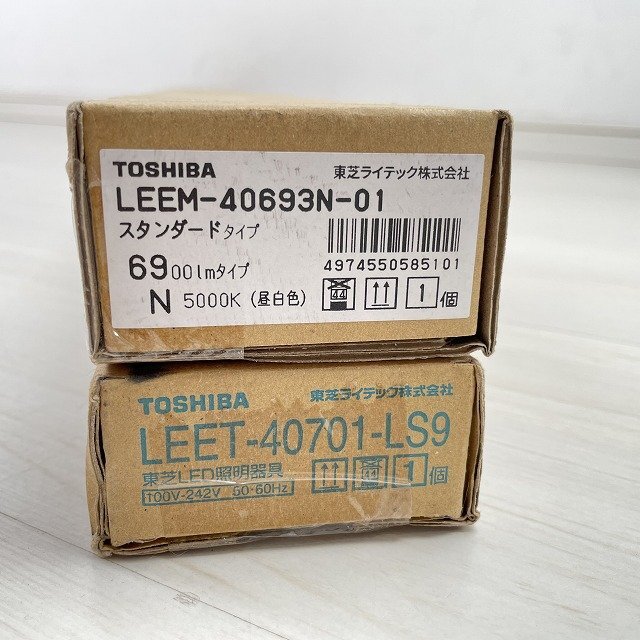 TOSHIBA 東芝ライテック株式会社
LEEM-40693N-01
スタンダードタイプ
6900lmタイプ
4974550585101
N 5000K (昼白色) 44 1個
TOSHIBA 東芝ライテック株式会社
LEET-40701-LS9
東芝LED照明器具
100V-242V 50・60Hz 44 1個